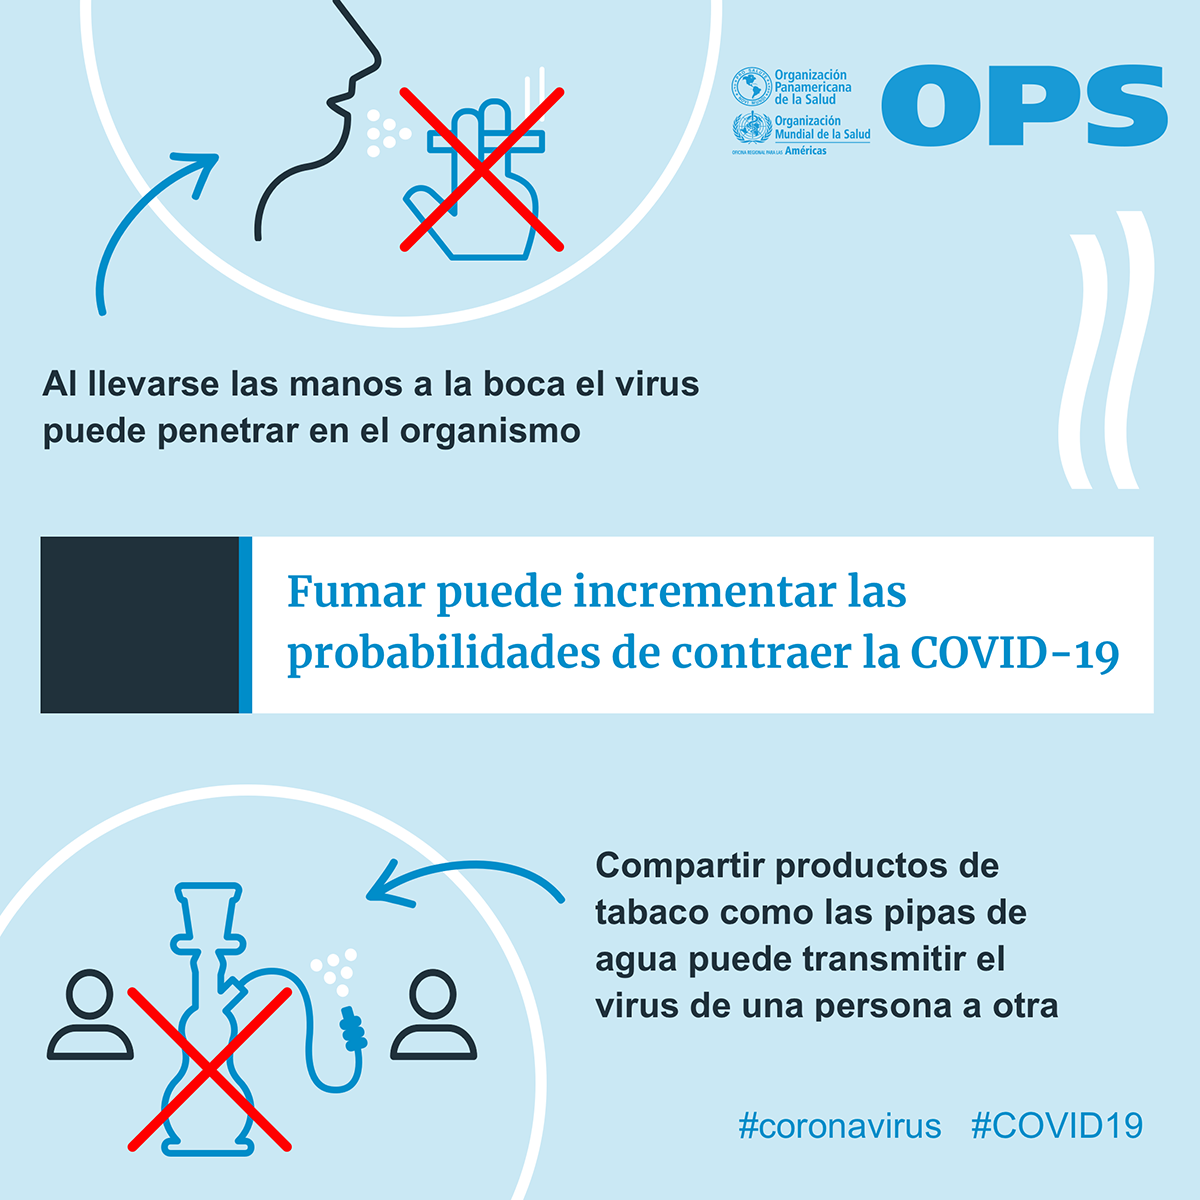 Organización
Panamericana
de la Salud
Organización
Mundial de la Salud
OFICINA REGIONAL PARA LAS Américas
OPS
Al llevarse las manos a la boca el virus
puede penetrar en el organismo
Fumar puede incrementar las
probabilidades de contraer la COVID-19
Compartir productos de
tabaco como las pipas de
agua puede transmitir el
virus de una persona a otra
#coronavirus #COVID19